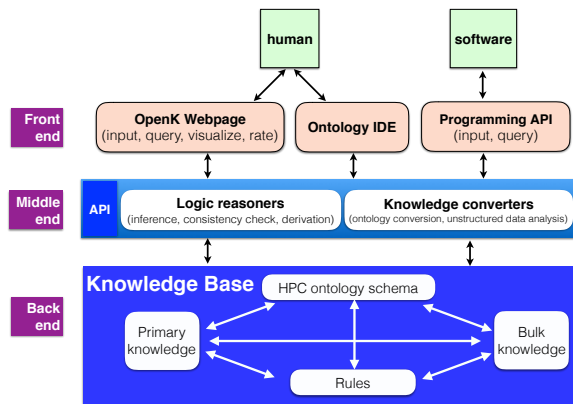 human
software
Front
end
OpenK Webpage
(input, query, visualize, rate)
Ontology IDE
Programming API
(input, query)
Middle
end
API
Logic reasoners
(inference, consistency check, derivation)
Knowledge converters
(ontology conversion, unstructured data analysis)
Back
end
Knowledge Base
HPC ontology schema
Primary
knowledge
Bulk
knowledge
Rules